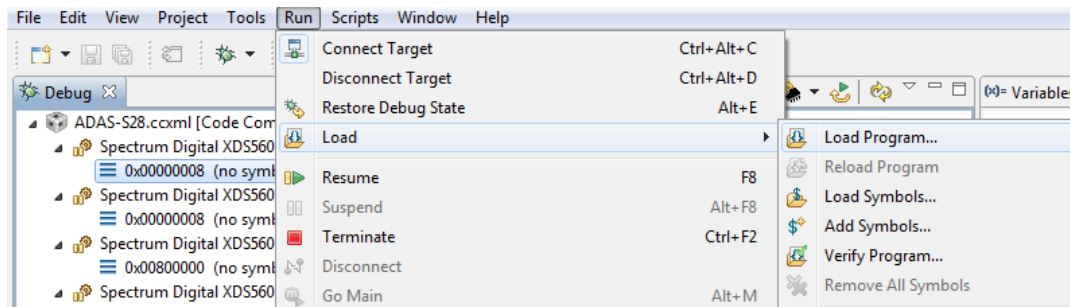 File Edit View Project Tools Run Scripts Window Help
Debug
(x)= Variables
ADAS-S28.ccxml [Code Com
Spectrum Digital XDS560
0x00000008 (no symb
Spectrum Digital XDS560
0x00000008 (no symb
Spectrum Digital XDS560
0x00800000 (no symb
Spectrum Digital XDS560
Connect Target Ctrl+Alt+C
Disconnect Target Ctrl+Alt+D
Restore Debug State Alt+E
Load
Resume F8
Suspend Alt+F8
Terminate Ctrl+F2
Disconnect
Go Main Alt+M
Load Program...
Reload Program
Load Symbols...
Add Symbols...
Verify Program...
Remove All Symbols